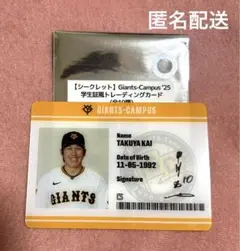 匿名配送
【シークレット】Giants-Campus '25
学生証風トレーディングカード
GIANTS-CAMPUS
Name
TAKUYA KAI
Date of Birth
11-05-1992
Signature
GIANTS